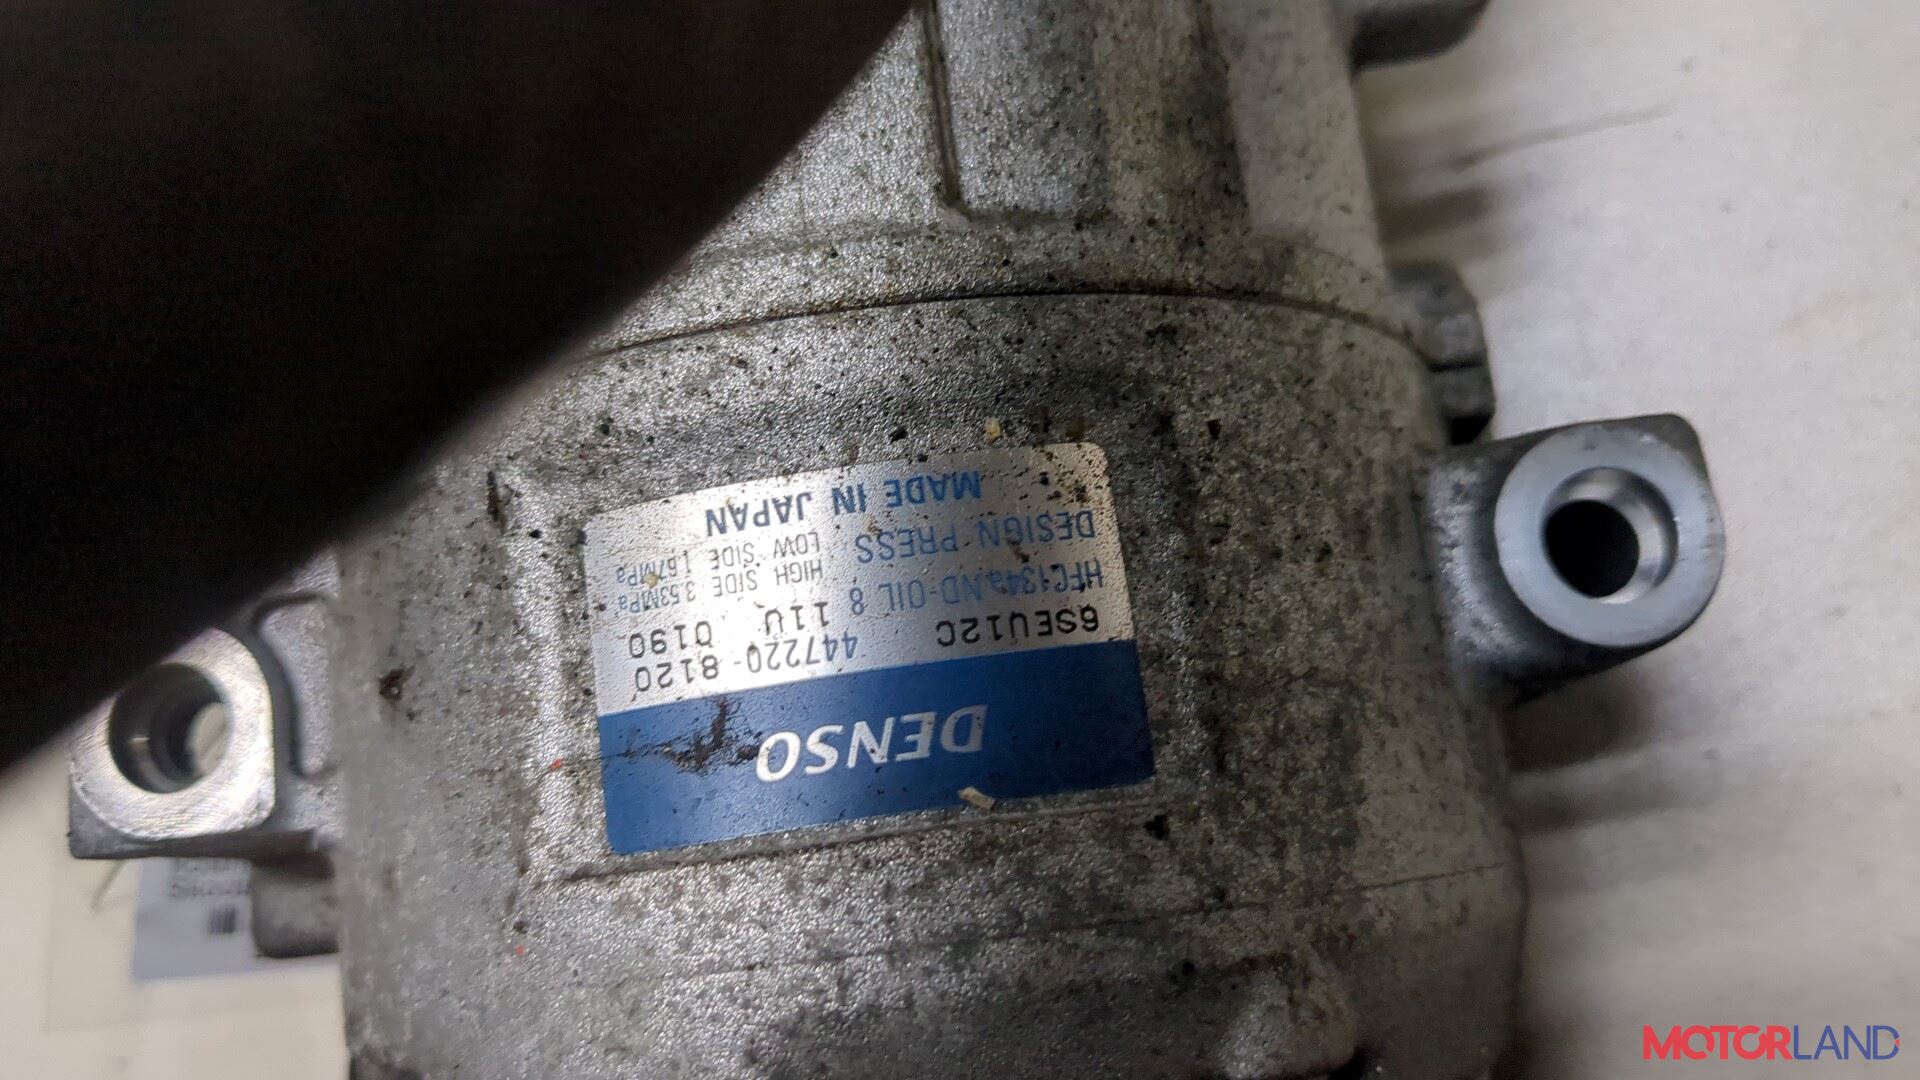 DENSO
6SEU12C 447220-8120
HFC134a ND-OIL 8 11U 0190
DESIGN PRESS HIGH SIDE 3.53MPa
LOW SIDE 1.67MPa
MADE IN JAPAN
MOTORLAND